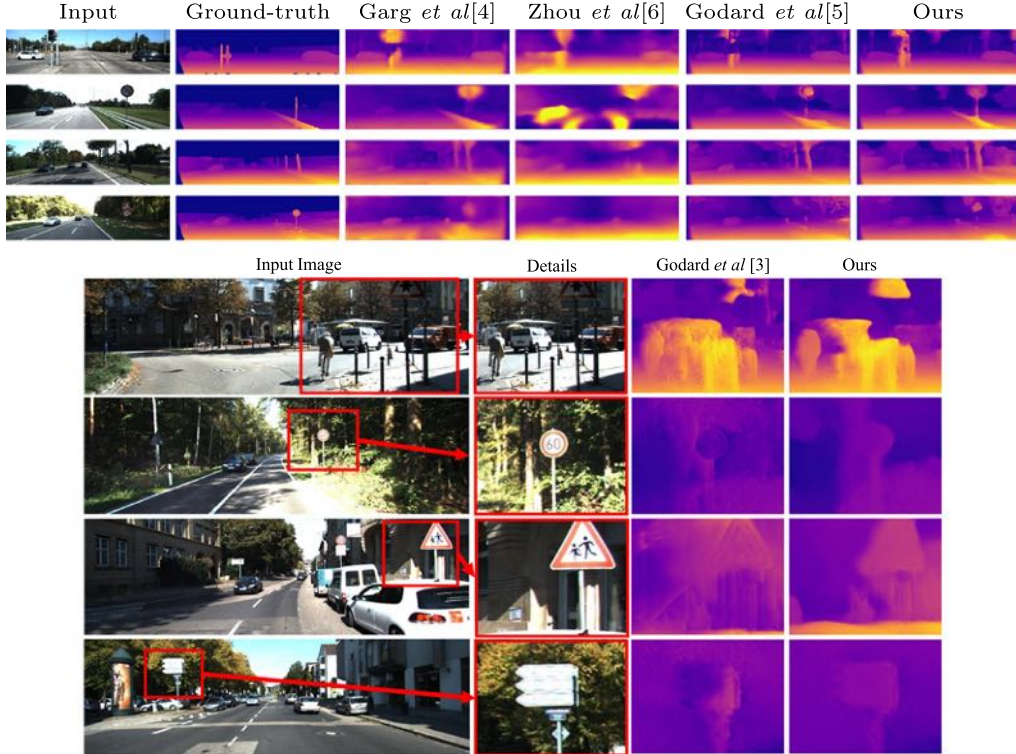 Input Ground-truth Garg et al[4] Zhou et al[6] Godard et al[5] Ours
Input Image Details Godard et al [3] Ours
60